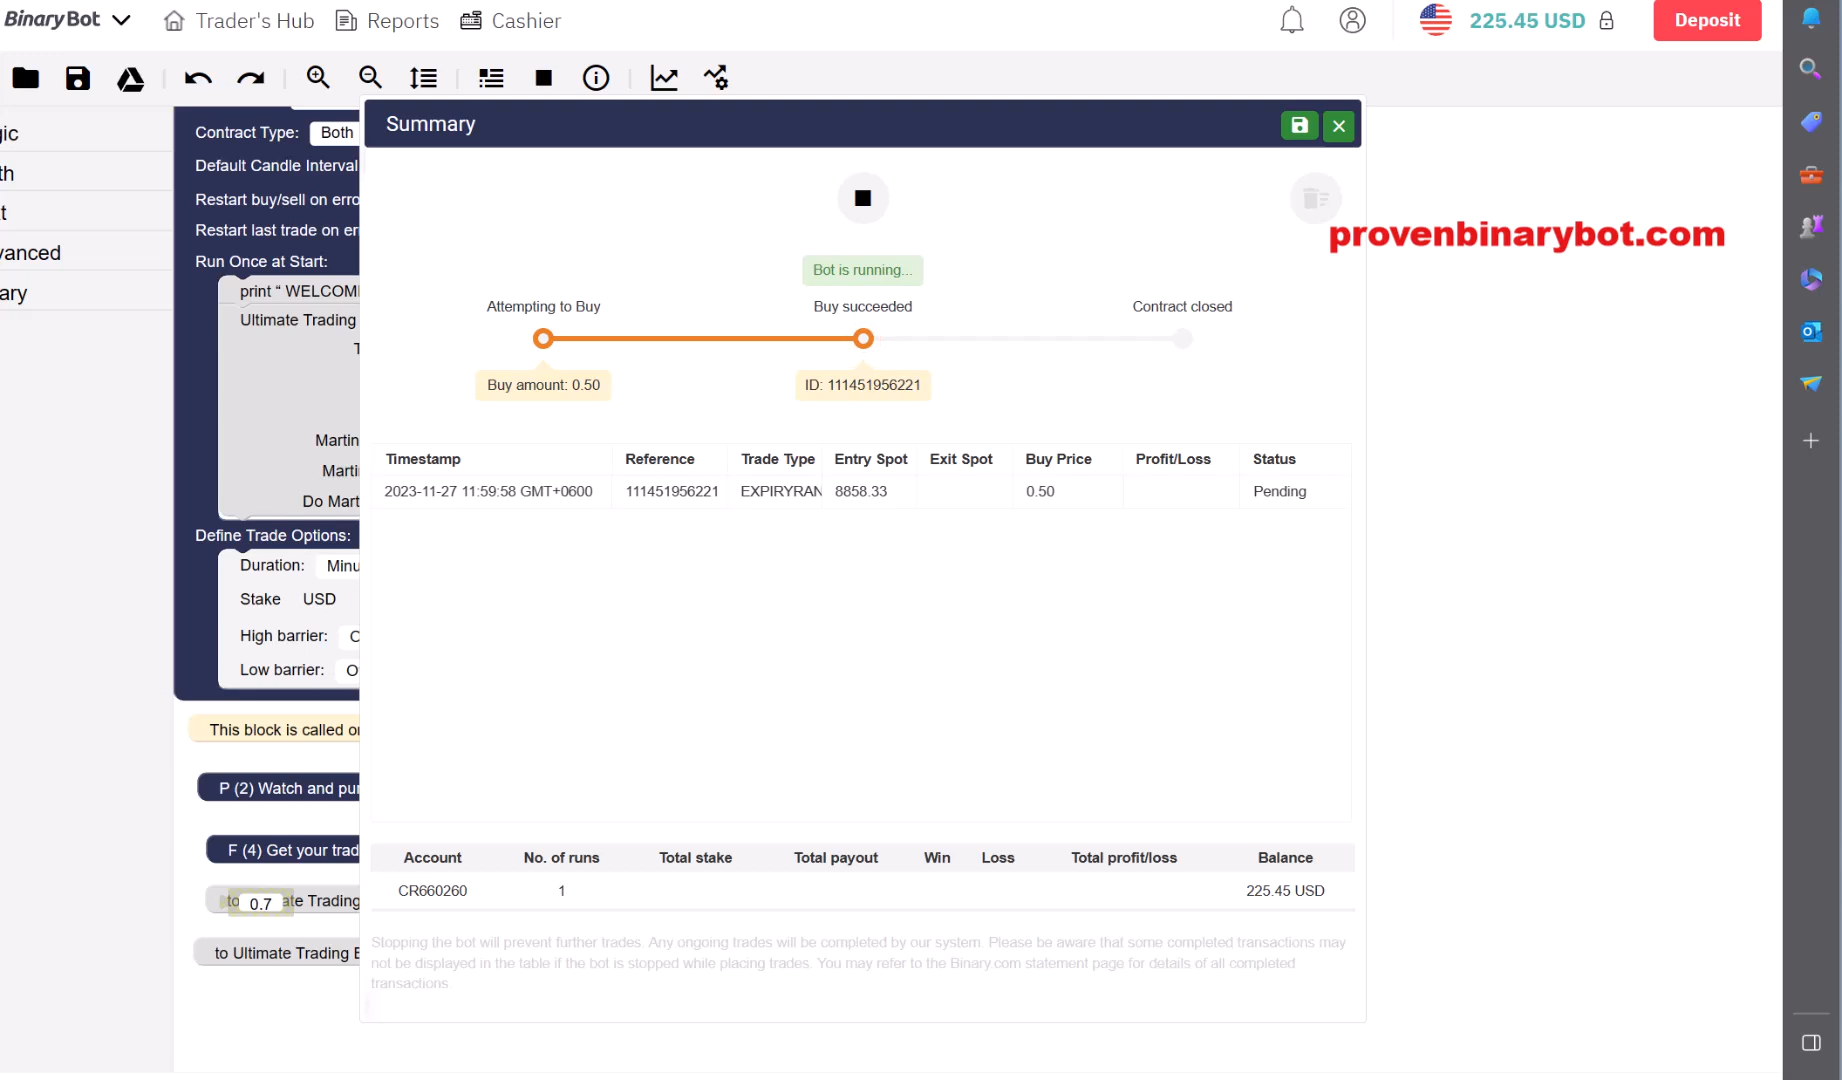 BinaryBot
Trader's Hub
Reports
Cashier
225.45 USD
Deposit
Summary
gic
th
t
vanced
ary
Contract Type: Both
Default Candle Interval
Restart buy/sell on erro
Restart last trade on er
Run Once at Start:
print “ WELCOM
Ultimate Trading
T
Martin
Marti
Do Mart
Define Trade Options:
Duration: Minu
Stake USD
High barrier: O
Low barrier: O
This block is called o
P (2) Watch and pu
F (4) Get your trad
to 0.7 ate Trading
to Ultimate Trading B
provenbinarybot.com
Bot is running...
Attempting to Buy Buy succeeded Contract closed
Buy amount: 0.50 ID: 111451956221
Timestamp Reference Trade Type Entry Spot Exit Spot Buy Price Profit/Loss Status
2023-11-27 11:59:58 GMT+0600 111451956221 EXPIRYRAN 8858.33 0.50 Pending
Account No. of runs Total stake Total payout Win Loss Total profit/loss Balance
CR660260 1 225.45 USD
Stopping the bot will prevent further trades. Any ongoing trades will be completed by our system. Please be aware that some completed transactions may
not be displayed in the table if the bot is stopped while placing trades. You may refer to the Binary.com statement page for details of all completed
transactions.